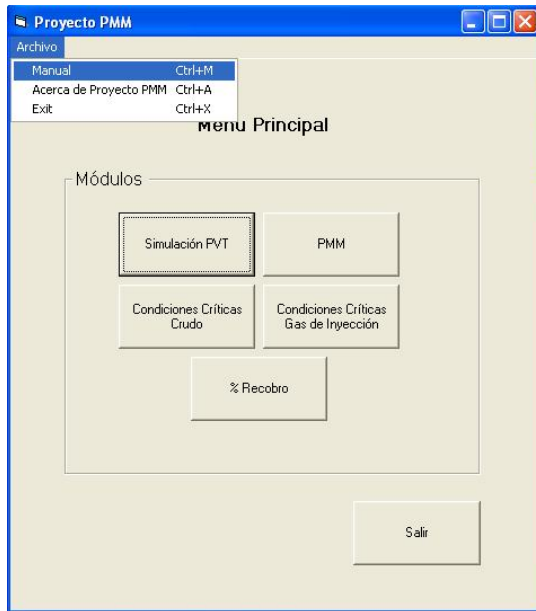 Proyecto PMM
Archivo
Manual Ctrl+M
Acerca de Proyecto PMM Ctrl+A
Exit Ctrl+X
Menú Principal
Módulos
Simulación PVT
PMM
Condiciones Críticas
Crudo
Condiciones Críticas
Gas de Inyección
% Recobro
Salir